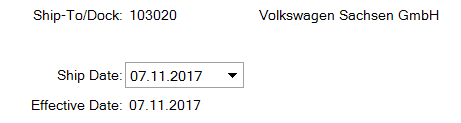 Ship-To/Dock: 103020 Volkswagen Sachsen GmbH
Ship Date: 07.11.2017
Effective Date: 07.11.2017